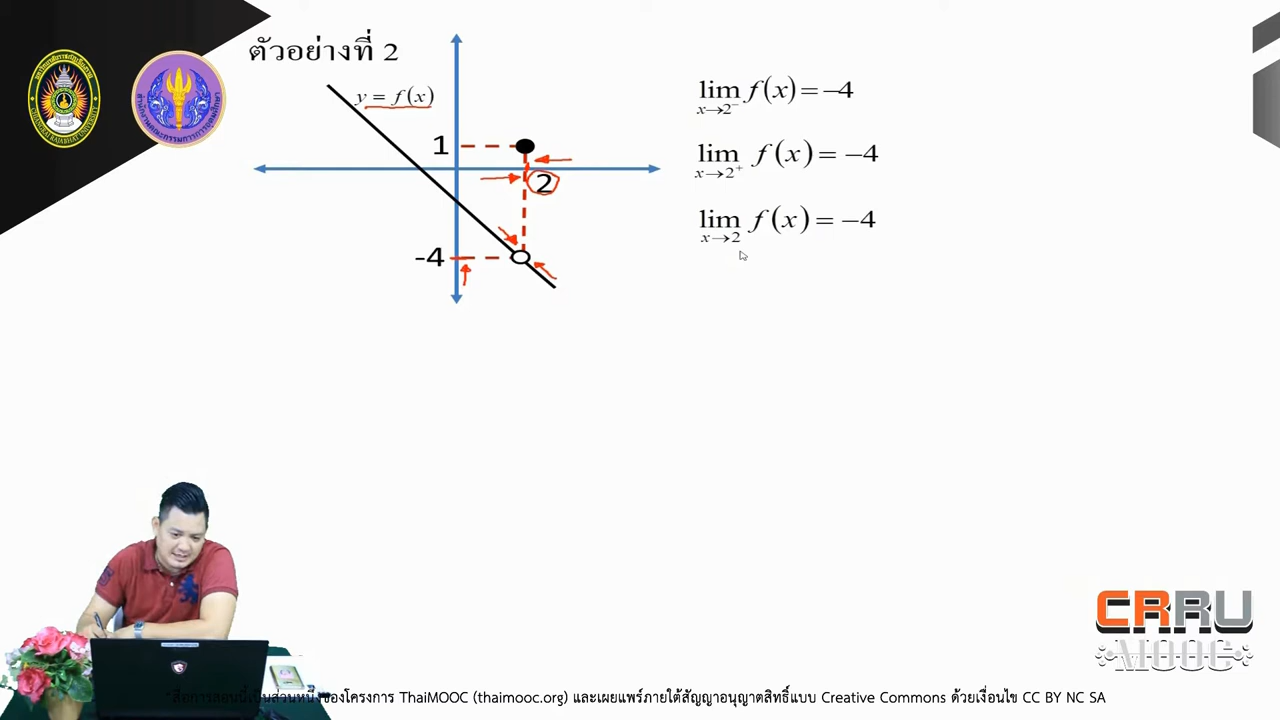 ตัวอย่างที่ 2
y = f(x)
1
2
-4
lim f(x) = −4
x→2⁻
lim f(x) = −4
x→2⁺
lim f(x) = −4
x→2
CRRU
MOOC
สื่อการสอนนี้เป็นส่วนหนึ่งของโครงการ ThaiMOOC (thaimooc.org) และเผยแพร่ภายใต้สัญญาอนุญาตสิทธิ์แบบ Creative Commons ด้วยเงื่อนไข CC BY NC SA